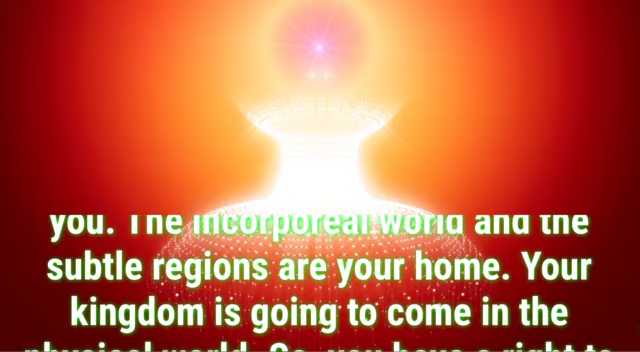 you. The incorporeal world and the
subtle regions are your home. Your
kingdom is going to come in the
physical world. So, you have a right to